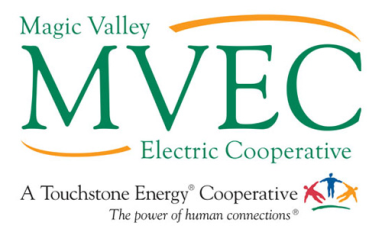 Magic Valley
MVEC
Electric Cooperative
A Touchstone Energy® Cooperative
The power of human connections®